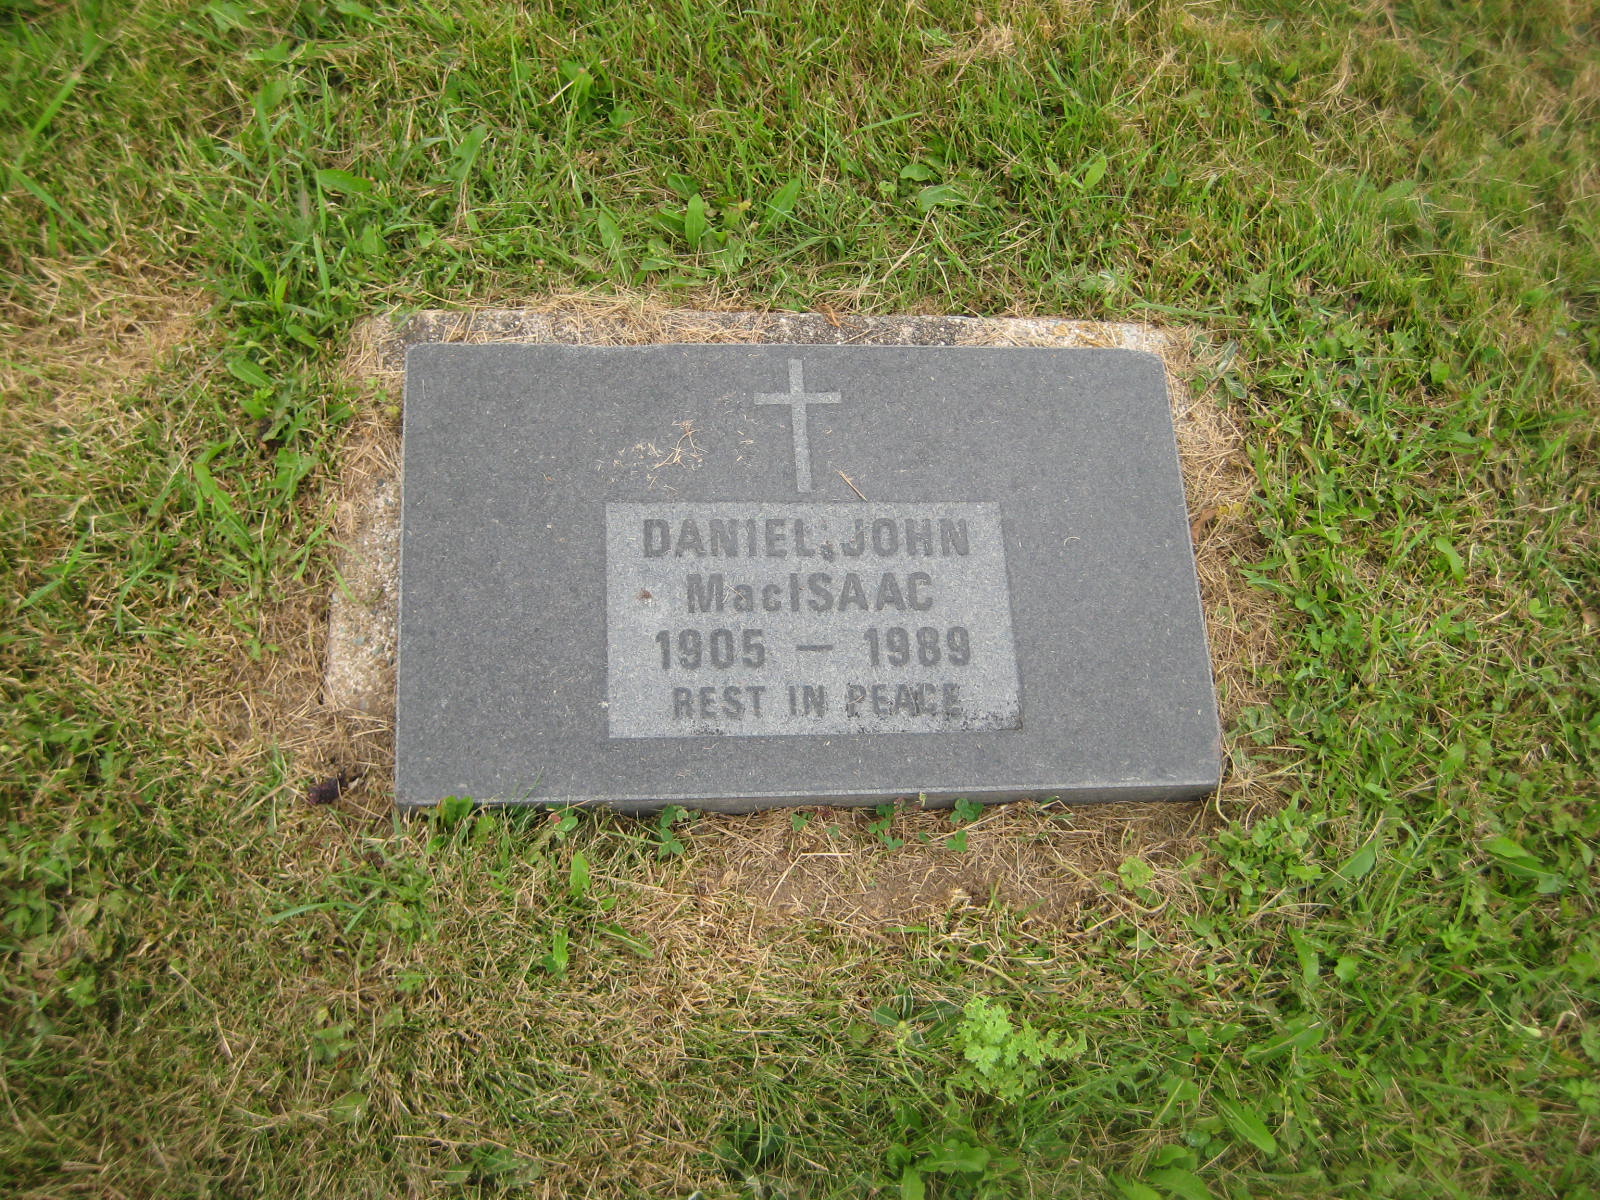 DANIEL JOHN
MacISAAC
1905 — 1989
REST IN PEACE